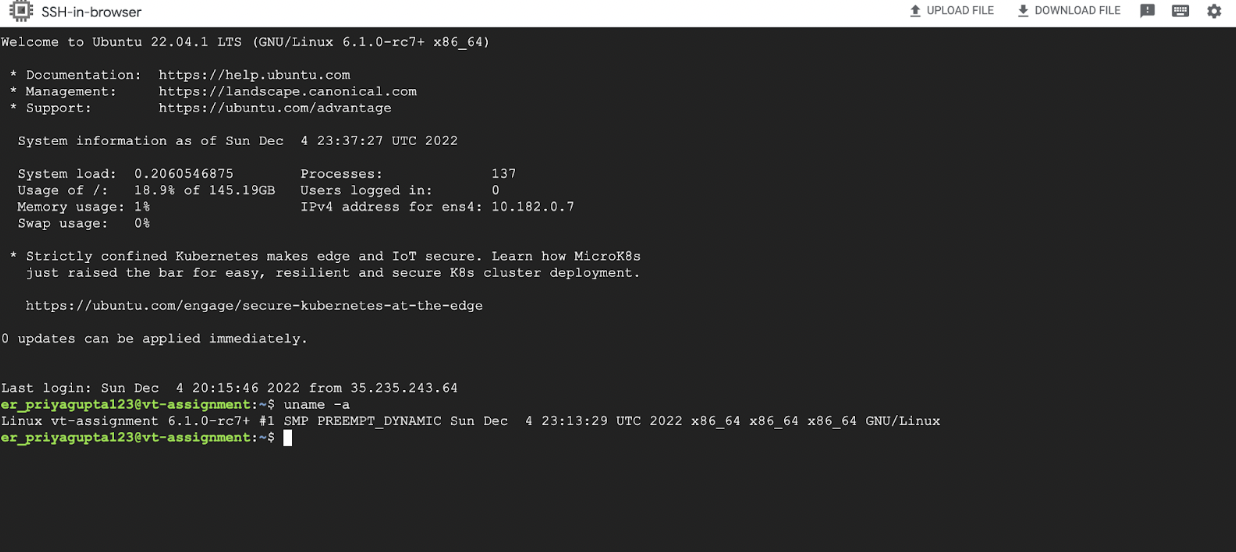 SSH-in-browser
UPLOAD FILE
DOWNLOAD FILE
Welcome to Ubuntu 22.04.1 LTS (GNU/Linux 6.1.0-rc7+ x86_64)
* Documentation:  https://help.ubuntu.com
* Management:     https://landscape.canonical.com
* Support:        https://ubuntu.com/advantage
System information as of Sun Dec  4 23:37:27 UTC 2022
System load:  0.2060546875        Processes:             137
Usage of /:   18.9% of 145.19GB   Users logged in:       0
Memory usage: 1%                  IPv4 address for ens4: 10.182.0.7
Swap usage:   0%
* Strictly confined Kubernetes makes edge and IoT secure. Learn how MicroK8s
just raised the bar for easy, resilient and secure K8s cluster deployment.
https://ubuntu.com/engage/secure-kubernetes-at-the-edge
0 updates can be applied immediately.
Last login: Sun Dec  4 20:15:46 2022 from 35.235.243.64
er_priyagupta123@vt-assignment:~$ uname -a
Linux vt-assignment 6.1.0-rc7+ #1 SMP PREEMPT_DYNAMIC Sun Dec  4 23:13:29 UTC 2022 x86_64 x86_64 x86_64 GNU/Linux
er_priyagupta123@vt-assignment:~$